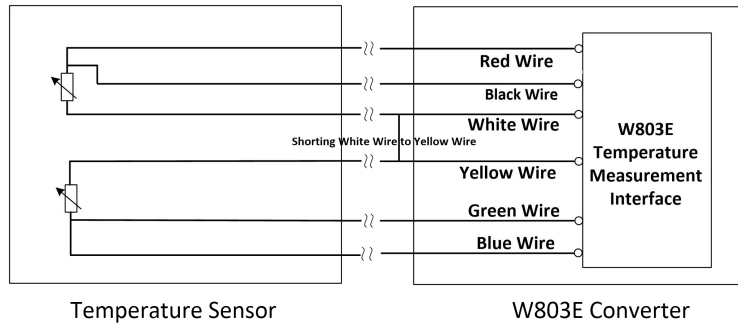 Red Wire
Black Wire
White Wire
Shorting White Wire to Yellow Wire
Yellow Wire
Green Wire
Blue Wire
W803E
Temperature
Measurement
Interface
Temperature Sensor
W803E Converter